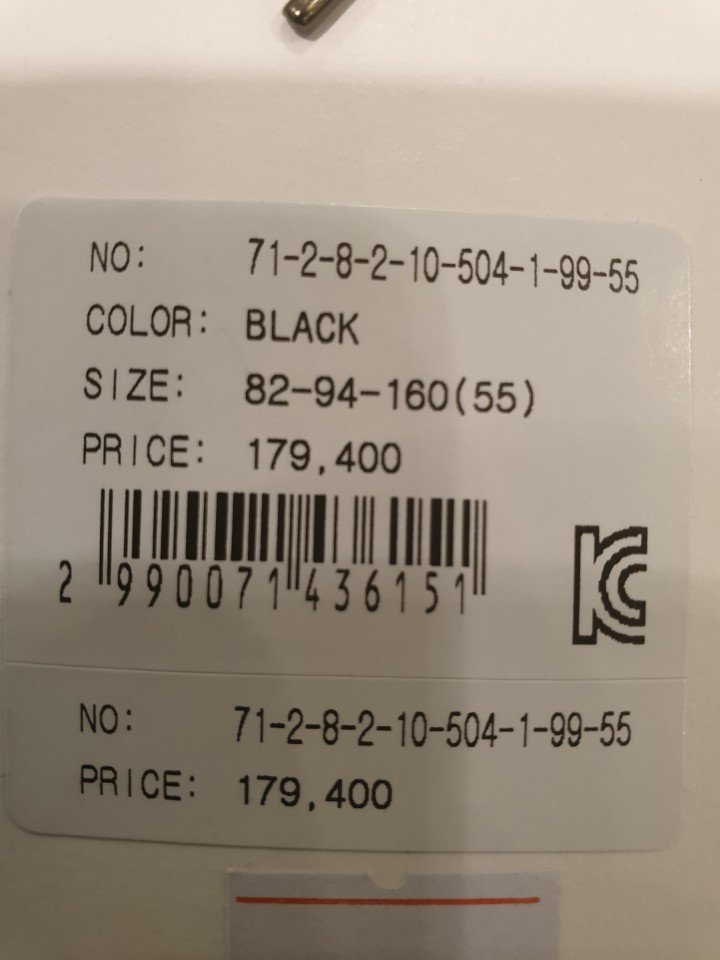 NO: 71-2-8-2-10-504-1-99-55
COLOR: BLACK
SIZE: 82-94-160(55)
PRICE: 179,400
2 990071 436151
KC
NO: 71-2-8-2-10-504-1-99-55
PRICE: 179,400